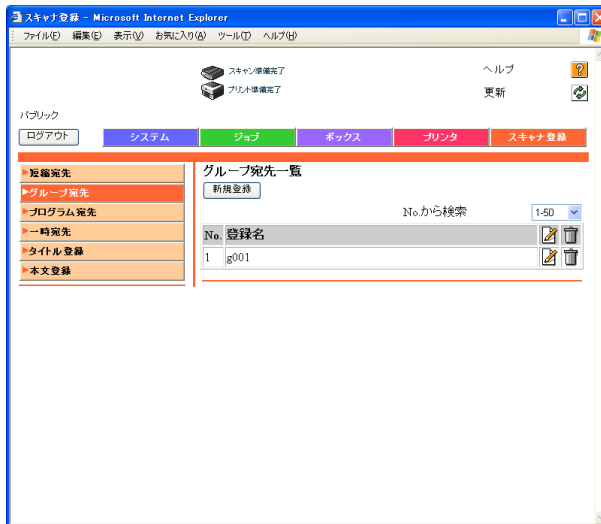 スキャナ登録 - Microsoft Internet Explorer
ファイル(F) 編集(E) 表示(V) お気に入り(A) ツール(T) ヘルプ(H)
スキャン準備完了
ヘルプ
プリント準備完了
更新
パブリック
ログアウト
システム ジョブ ボックス プリンタ スキャナ登録
短縮宛先
グループ宛先
プログラム宛先
一時宛先
タイトル登録
本文登録
グループ宛先一覧
新規登録
No.から検索 1-50
No. 登録名
1 g001